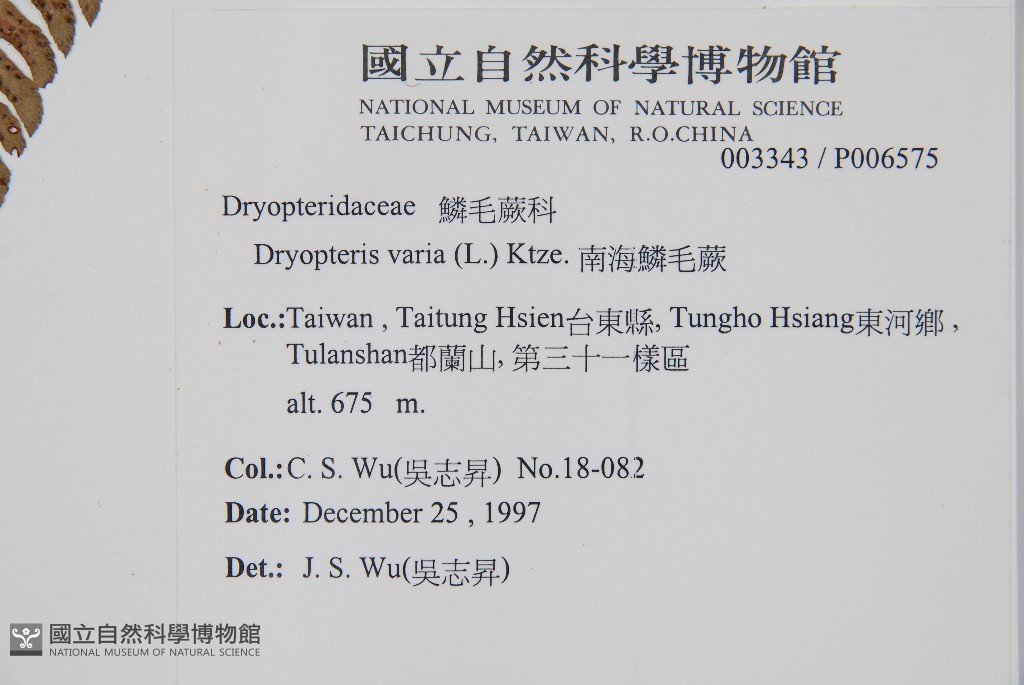 國立自然科學博物館
NATIONAL MUSEUM OF NATURAL SCIENCE
TAICHUNG, TAIWAN, R.O.CHINA
003343 / P006575
Dryopteridaceae 鱗毛蕨科
Dryopteris varia (L.) Ktze. 南海鱗毛蕨
Loc.:Taiwan , Taitung Hsien台東縣, Tungho Hsiang東河鄉 ,
Tulanshan都蘭山, 第三十一樣區
alt. 675 m.
Col.: C. S. Wu(吳志昇) No.18-082
Date: December 25 , 1997
Det.: J. S. Wu(吳志昇)
國立自然科學博物館
NATIONAL MUSEUM OF NATURAL SCIENCE